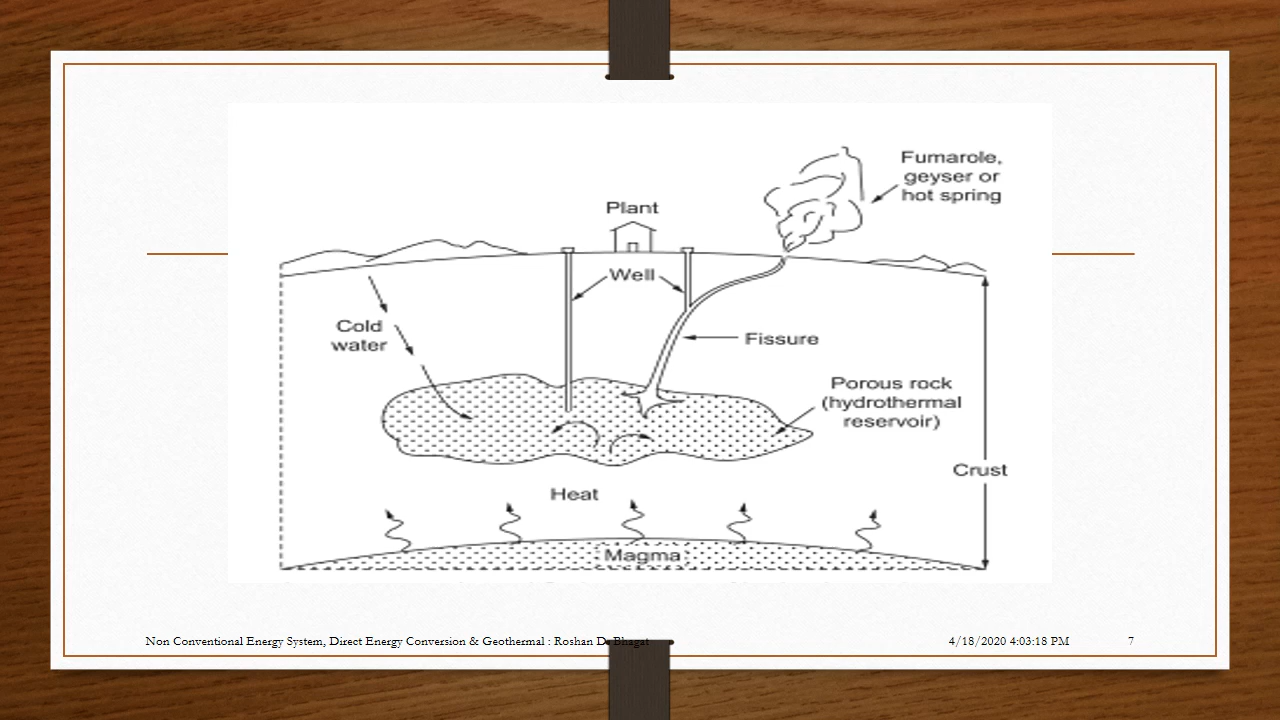 Fumarole,
geyser or
hot spring
Plant
Well
Cold
water
Fissure
Porous rock
(hydrothermal
reservoir)
Crust
Heat
Magma
Non Conventional Energy System, Direct Energy Conversion & Geothermal : Roshan D. Bhagat
4/18/2020 4:03:18 PM
7